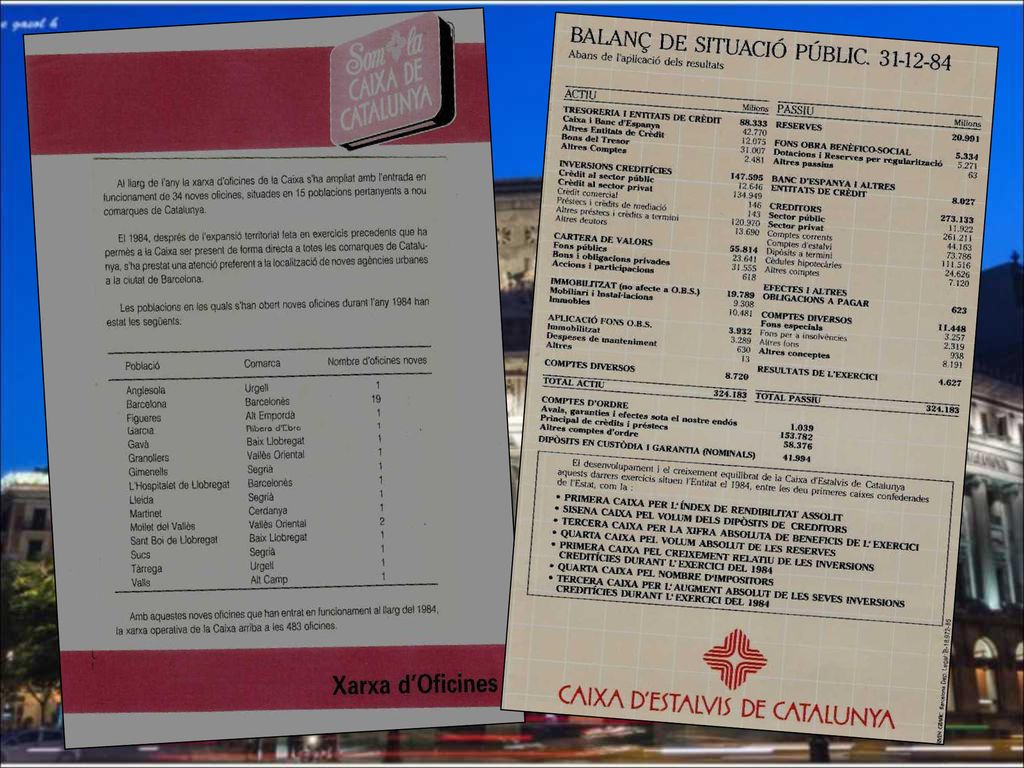 e gasol h
Som la
CAIXA DE
CATALUNYA
Al llarg de l'any la xarxa d'oficines de la Caixa s'ha ampliat amb l'entrada en
funcionament de 34 noves oficines, situades en 15 poblacions pertanyents a nou
comarques de Catalunya.
El 1984, després de l'expansió territorial feta en exercicis precedents que ha
permès a la Caixa ser present de forma directa a totes les comarques de Catalu-
nya, s'ha prestat una atenció preferent a la localització de noves agències urbanes
a la ciutat de Barcelona.
Les poblacions en les quals s'han obert noves oficines durant l'any 1984 han
estat les següents:
Població Comarca Nombre d'oficines noves
Anglesola Urgell 1
Barcelona Barcelonès 19
Figueres Alt Empordà 1
Garcia Ribera d'Ebro 1
Gavà Baix Llobregat 1
Granollers Vallès Oriental 1
Gimenells Segrià 1
L'Hospitalet de Llobregat Barcelonès 1
Lleida Segrià 1
Martinet Cerdanya 1
Mollet del Vallès Vallès Oriental 2
Sant Boi de Llobregat Baix Llobregat 1
Sucs Segrià 1
Tàrrega Urgell 1
Valls Alt Camp 1
Amb aquestes noves oficines que han entrat en funcionament al llarg del 1984,
la xarxa operativa de la Caixa arriba a les 483 oficines.
Xarxa d'Oficines
BALANÇ DE SITUACIÓ PÚBLIC. 31-12-84
Abans de l'aplicació dels resultats
ACTIU Milions
TRESORERIA I ENTITATS DE CRÈDIT 88.333
Caixa i Banc d'Espanya 42.770
Altres Entitats de Crèdit 12.075
Bons del Tresor 31.007
Altres Comptes 2.481
INVERSIONS CREDITÍCIES 147.595
Crèdit al sector públic 12.646
Crèdit al sector privat 134.949
Crèdit comercial 146
Préstecs i crèdits de mediació 143
Altres préstecs i crèdits a termini 120.970
Altres deutors 13.690
CARTERA DE VALORS 55.814
Fons públics 23.641
Bons i obligacions privades 31.555
Accions i participacions 618
IMMOBILITZAT (no afecte a O.B.S.) 19.789
Mobiliari i Instal·lacions 9.308
Immobles 10.481
APLICACIÓ FONS O.B.S. 3.932
Immobilitzat 3.289
Despeses de manteniment 630
Altres 13
COMPTES DIVERSOS 8.720
TOTAL ACTIU 324.183
PASSIU Milions
RESERVES 20.991
FONS OBRA BENÈFICO-SOCIAL 5.334
Dotacions i Reserves per regularització 5.271
Altres passius 63
BANC D'ESPANYA I ALTRES
ENTITATS DE CRÈDIT 8.027
CREDITORS 273.133
Sector públic 11.922
Sector privat 261.211
Comptes corrents 44.163
Comptes d'estalvi 73.786
Dipòsits a termini 111.516
Cèdules hipotecàries 24.626
Altres comptes 7.120
EFECTES I ALTRES
OBLIGACIONS A PAGAR 623
COMPTES DIVERSOS 11.448
Fons especials 3.257
Fons per a insolvències 2.319
Altres fons 938
Altres conceptes 8.191
RESULTATS DE L'EXERCICI 4.627
TOTAL PASSIU 324.183
COMPTES D'ORDRE
Avals, garanties i efectes sota el nostre endós 1.039
Principal de crèdits i préstecs 153.782
Altres comptes d'ordre 58.376
DIPÒSITS EN CUSTÒDIA I GARANTIA (NOMINALS) 41.994
El desenvolupament i el creixement equilibrat de la Caixa d'Estalvis de Catalunya
aquests darrers exercicis situen l'Entitat el 1984, entre les deu primeres caixes confederades
de l'Estat, com la :
• PRIMERA CAIXA PER L'ÍNDEX DE RENDIBILITAT ASSOLIT
• SISENA CAIXA PEL VOLUM DELS DIPÒSITS DE CREDITORS
• TERCERA CAIXA PER LA XIFRA ABSOLUTA DE BENEFICIS DE L'EXERCICI
• QUARTA CAIXA PEL VOLUM ABSOLUT DE LES RESERVES
• PRIMERA CAIXA PEL CREIXEMENT RELATIU DE LES INVERSIONS
CREDITÍCIES DURANT L'EXERCICI DEL 1984
• QUARTA CAIXA PEL NOMBRE D'IMPOSITORS
• TERCERA CAIXA PER L'AUGMENT ABSOLUT DE LES SEVES INVERSIONS
CREDITÍCIES DURANT L'EXERCICI DEL 1984
CAIXA D'ESTALVIS DE CATALUNYA